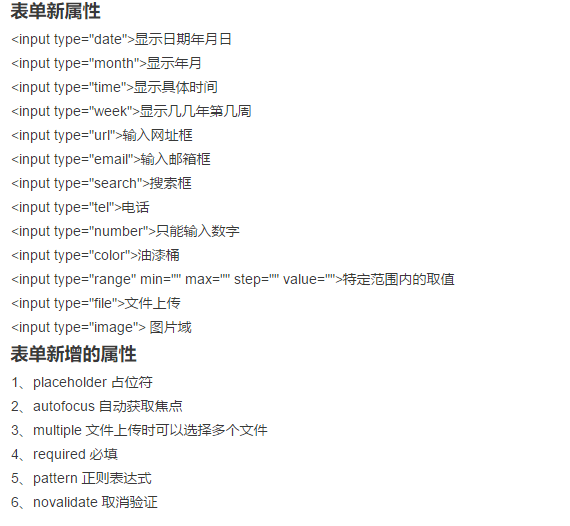 表单新属性
<input type="date">显示日期年月日
<input type="month">显示年月
<input type="time">显示具体时间
<input type="week">显示几几年第几周
<input type="url">输入网址框
<input type="email">输入邮箱框
<input type="search">搜索框
<input type="tel">电话
<input type="number">只能输入数字
<input type="color">油漆桶
<input type="range" min="" max="" step="" value="">特定范围内的取值
<input type="file">文件上传
<input type="image"> 图片域
表单新增的属性
1、placeholder 占位符
2、autofocus 自动获取焦点
3、multiple 文件上传时可以选择多个文件
4、required 必填
5、pattern 正则表达式
6、novalidate 取消验证